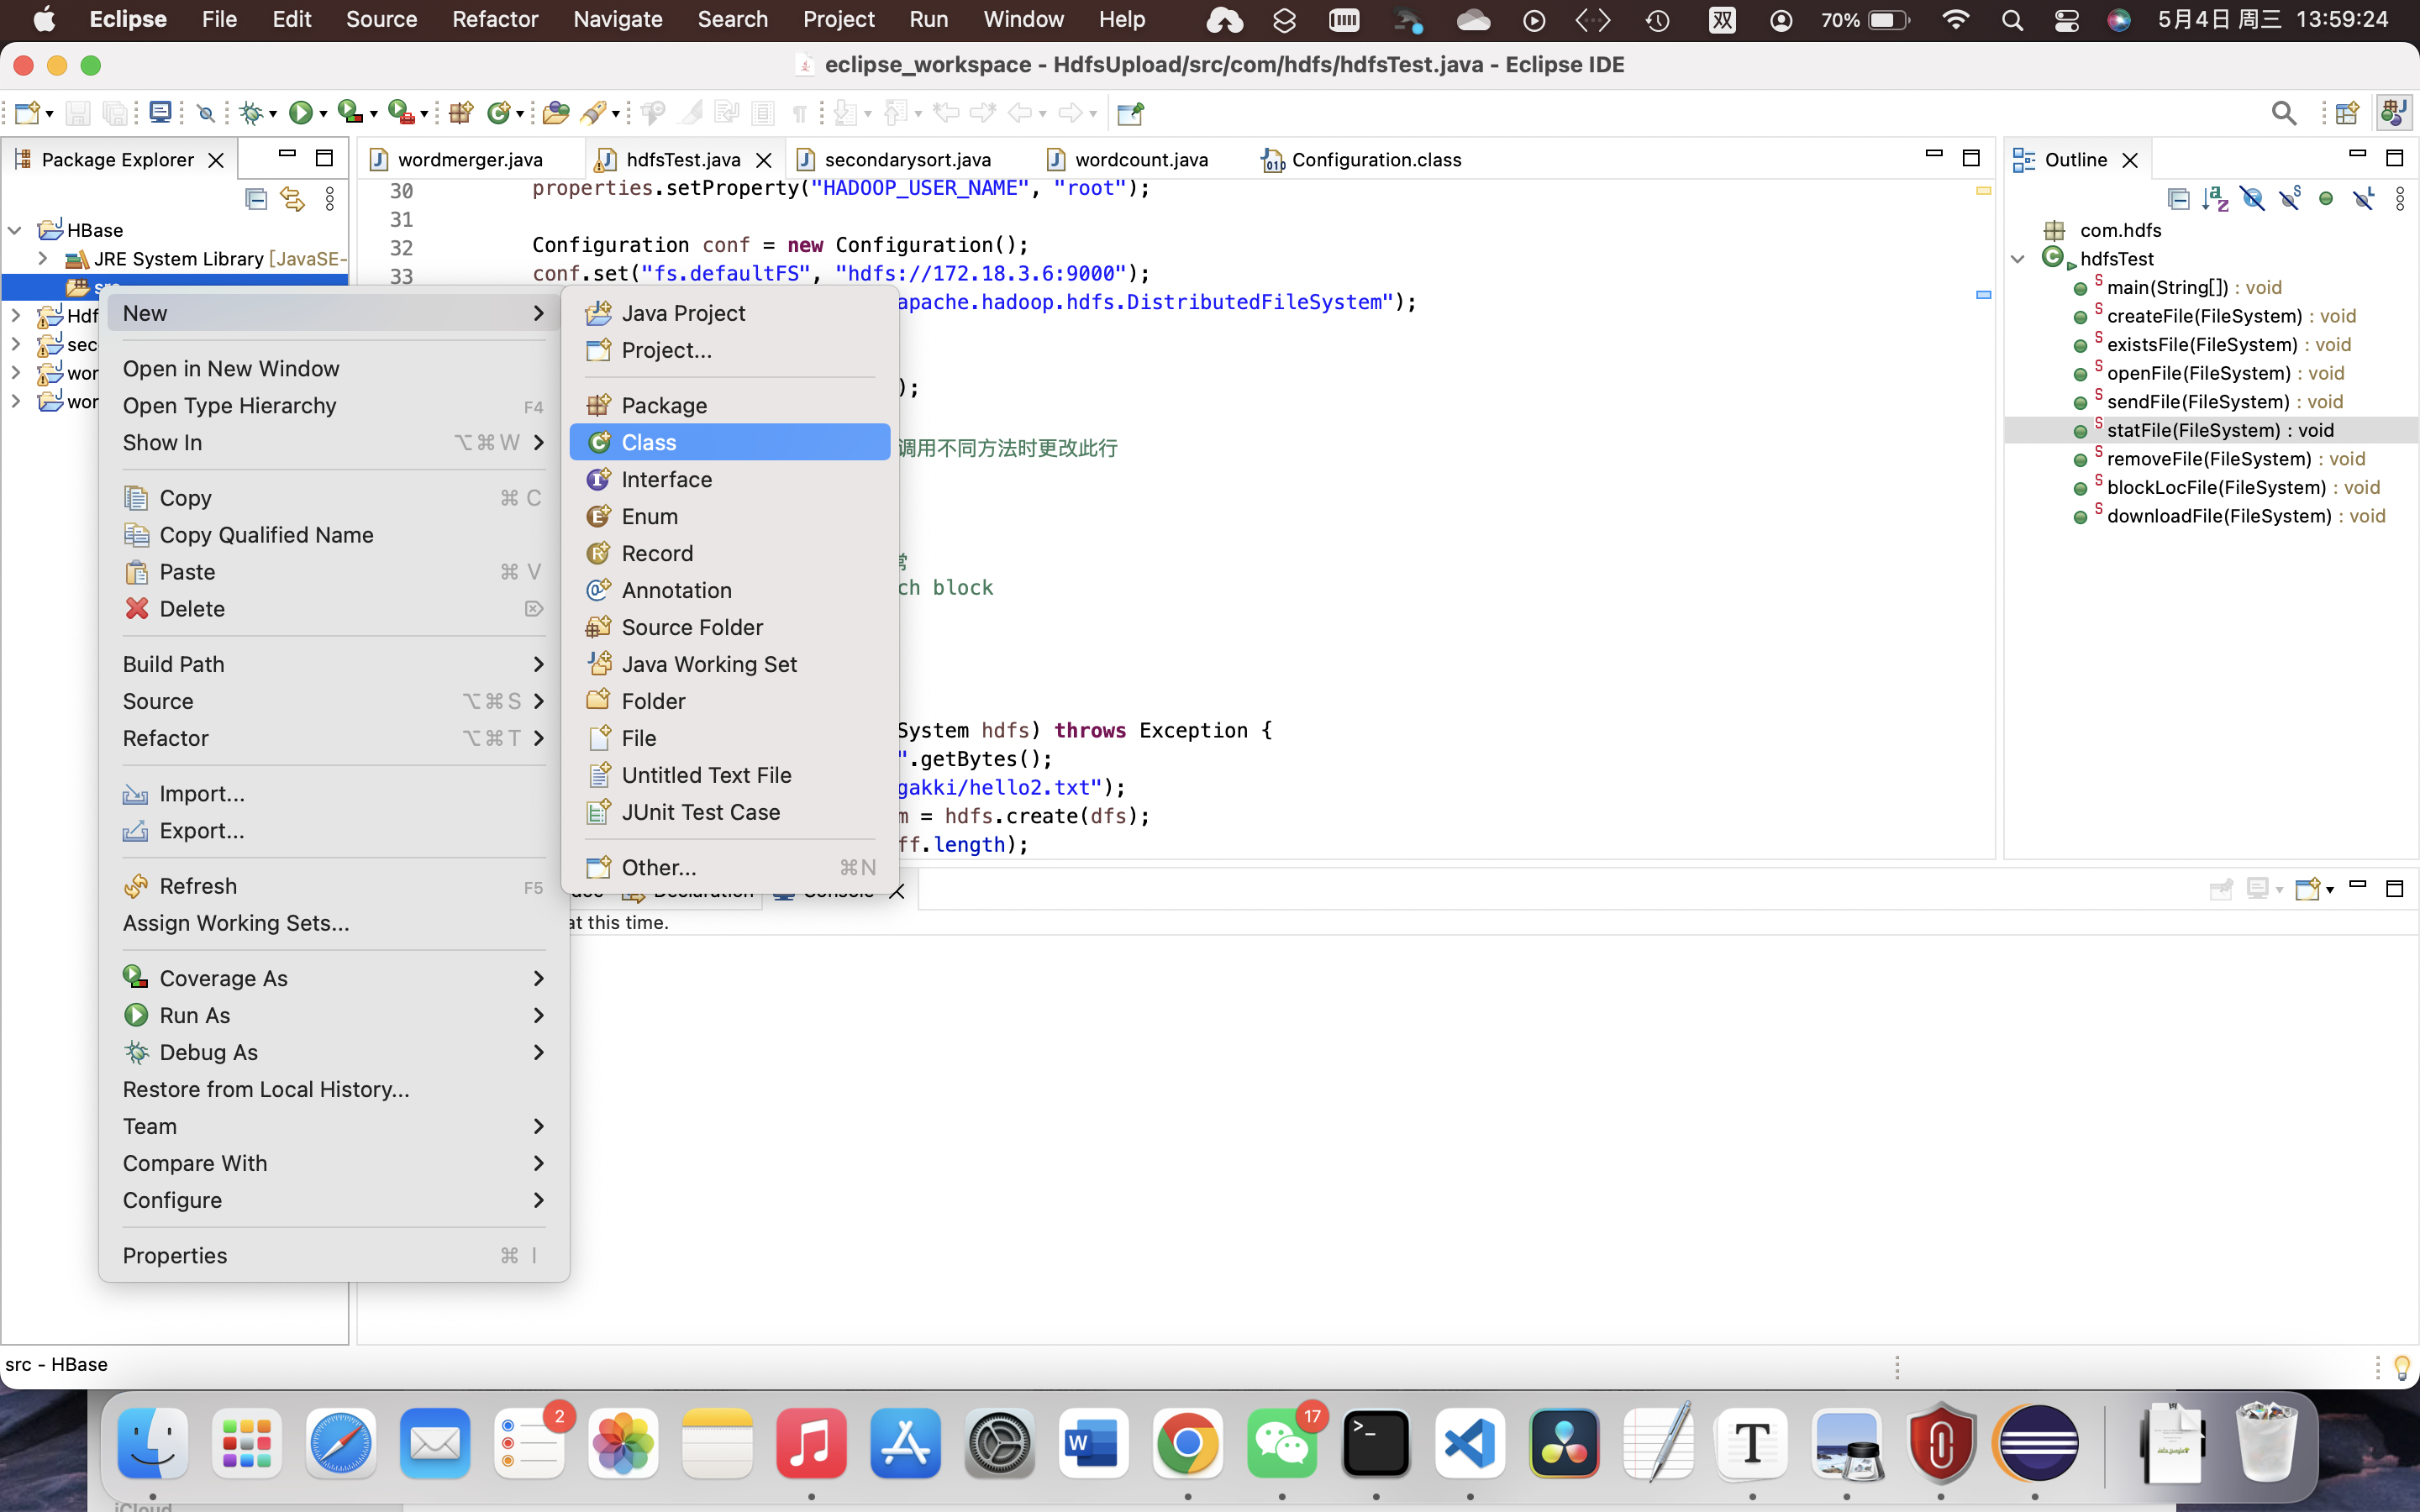 Eclipse File Edit Source Refactor Navigate Search Project Run Window Help 双 70% 5月4日 周三 13:59:24
eclipse_workspace - HdfsUpload/src/com/hdfs/hdfsTest.java - Eclipse IDE
Package Explorer
HBase
JRE System Library [JavaSE-
src
Hdf
sec
wor
wor
New
Open in New Window
Open Type Hierarchy F4
Show In ⌥⌘W
Copy ⌘ C
Copy Qualified Name
Paste ⌘ V
Delete ⌦
Build Path
Source ⌥⌘S
Refactor ⌥⌘T
Import...
Export...
Refresh F5
Assign Working Sets...
Coverage As
Run As
Debug As
Restore from Local History...
Team
Compare With
Configure
Properties ⌘ I
Java Project
Project...
Package
Class
Interface
Enum
Record
Annotation
Source Folder
Java Working Set
Folder
File
Untitled Text File
JUnit Test Case
Other... ⌘N
wordmerger.java hdfsTest.java secondarysort.java wordcount.java Configuration.class
30 properties.setProperty("HADOOP_USER_NAME", "root");
31
32 Configuration conf = new Configuration();
33 conf.set("fs.defaultFS", "hdfs://172.18.3.6:9000");
apache.hadoop.hdfs.DistributedFileSystem");
);
调用不同方法时更改此行
常
ch block
System hdfs) throws Exception {
".getBytes();
gakki/hello2.txt");
m = hdfs.create(dfs);
ff.length);
Declaration Console
at this time.
Outline
com.hdfs
hdfsTest
main(String[]) : void
createFile(FileSystem) : void
existsFile(FileSystem) : void
openFile(FileSystem) : void
sendFile(FileSystem) : void
statFile(FileSystem) : void
removeFile(FileSystem) : void
blockLocFile(FileSystem) : void
downloadFile(FileSystem) : void
src - HBase
2
17
iCloud